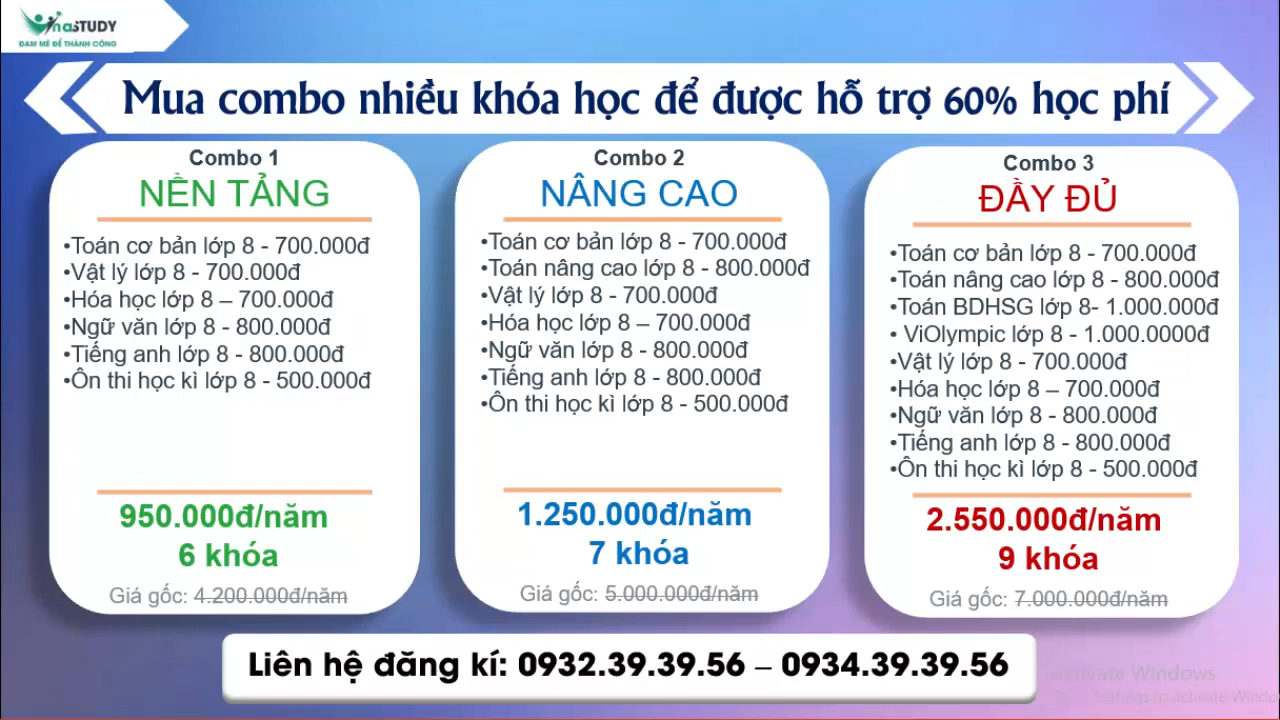 VinaSTUDY
ĐAM MÊ ĐỂ THÀNH CÔNG
Mua combo nhiều khóa học để được hỗ trợ 60% học phí
Combo 1
NỀN TẢNG
•Toán cơ bản lớp 8 - 700.000đ
•Vật lý lớp 8 - 700.000đ
•Hóa học lớp 8 – 700.000đ
•Ngữ văn lớp 8 - 800.000đ
•Tiếng anh lớp 8 - 800.000đ
•Ôn thi học kì lớp 8 - 500.000đ
950.000đ/năm
6 khóa
Giá gốc: 4.200.000đ/năm
Combo 2
NÂNG CAO
•Toán cơ bản lớp 8 - 700.000đ
•Toán nâng cao lớp 8 - 800.000đ
•Vật lý lớp 8 - 700.000đ
•Hóa học lớp 8 – 700.000đ
•Ngữ văn lớp 8 - 800.000đ
•Tiếng anh lớp 8 - 800.000đ
•Ôn thi học kì lớp 8 - 500.000đ
1.250.000đ/năm
7 khóa
Giá gốc: 5.000.000đ/năm
Combo 3
ĐẦY ĐỦ
•Toán cơ bản lớp 8 - 700.000đ
•Toán nâng cao lớp 8 - 800.000đ
•Toán BDHSG lớp 8- 1.000.000đ
• ViOlympic lớp 8 - 1.000.0000đ
•Vật lý lớp 8 - 700.000đ
•Hóa học lớp 8 – 700.000đ
•Ngữ văn lớp 8 - 800.000đ
•Tiếng anh lớp 8 - 800.000đ
•Ôn thi học kì lớp 8 - 500.000đ
2.550.000đ/năm
9 khóa
Giá gốc: 7.000.000đ/năm
Liên hệ đăng kí: 0932.39.39.56 – 0934.39.39.56
Activate Windows
Settings to activate Windo